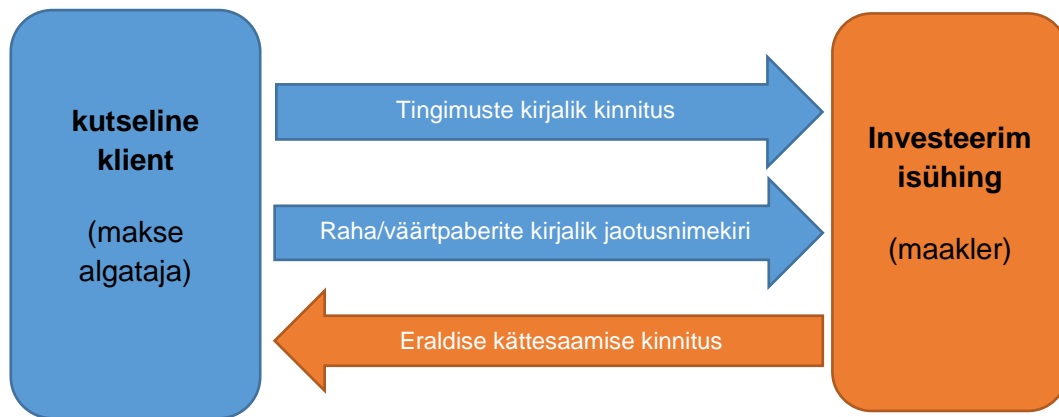 kutseline
klient
(makse
algataja)
Tingimuste kirjalik kinnitus
Raha/väärtpaberite kirjalik jaotusnimekiri
Eraldise kättesaamise kinnitus
Investeerim
isühing
(maakler)